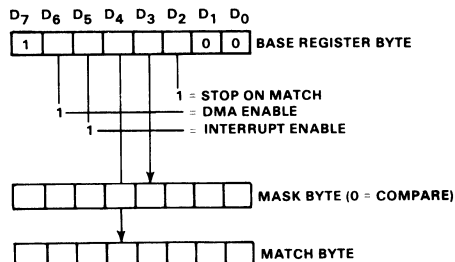 D7 D6 D5 D4 D3 D2 D1 D0
1 0 0 BASE REGISTER BYTE
1 = STOP ON MATCH
1 = DMA ENABLE
1 = INTERRUPT ENABLE
MASK BYTE (0 = COMPARE)
MATCH BYTE